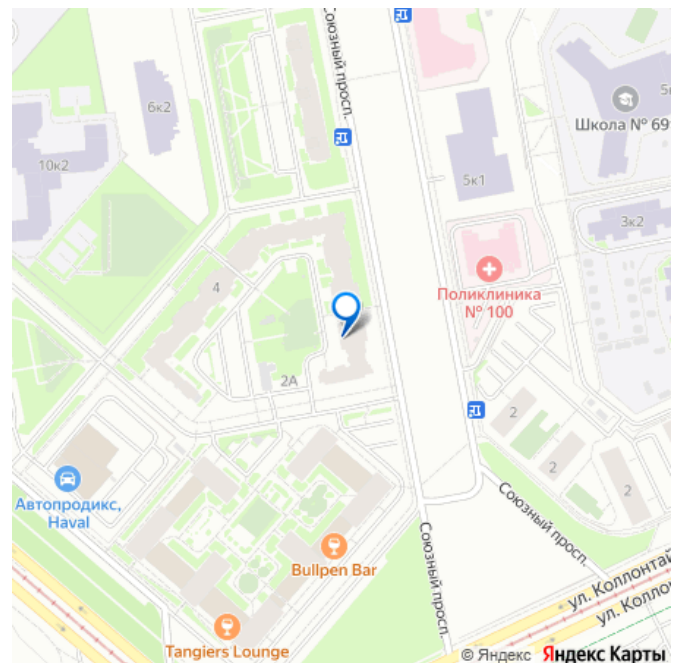 Союзный просп.
6к2
Школа № 69
10к2
5к1
3к2
4
Поликлиника
№ 100
2А
2
2
2
Автопродикс,
Haval
Союзный просп.
Союзный просп.
Bullpen Bar
ул. Коллонтай
ул. Колло
Tangiers Lounge
© Яндекс Яндекс Карты